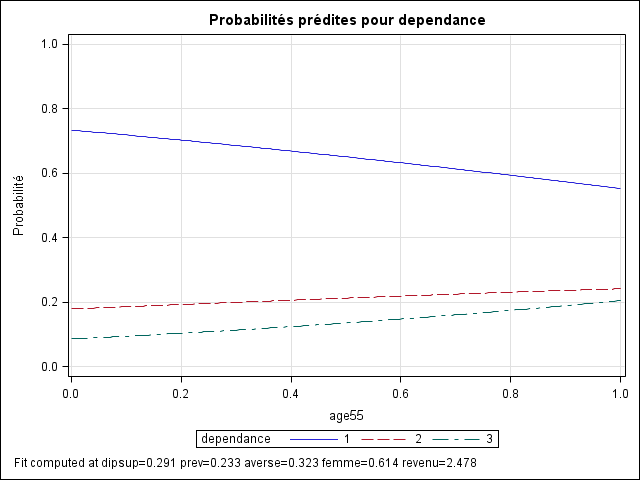 Probabilités prédites pour dependance
1.0
0.8
0.6
0.4
0.2
0.0
Probabilité
0.0 0.2 0.4 0.6 0.8 1.0
age55
dependance 1 2 3
Fit computed at dipsup=0.291 prev=0.233 averse=0.323 femme=0.614 revenu=2.478